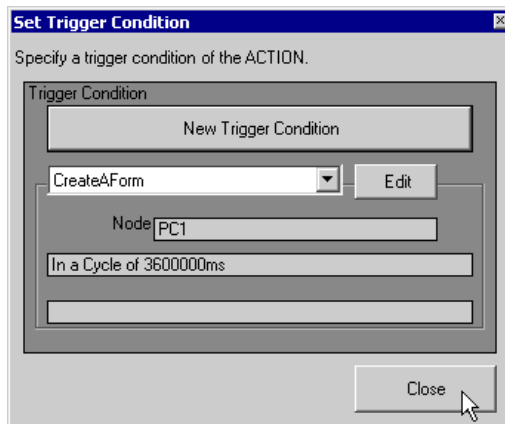 Set Trigger Condition
Specify a trigger condition of the ACTION.
Trigger Condition
New Trigger Condition
CreateAForm
Edit
Node PC1
In a Cycle of 3600000ms
Close